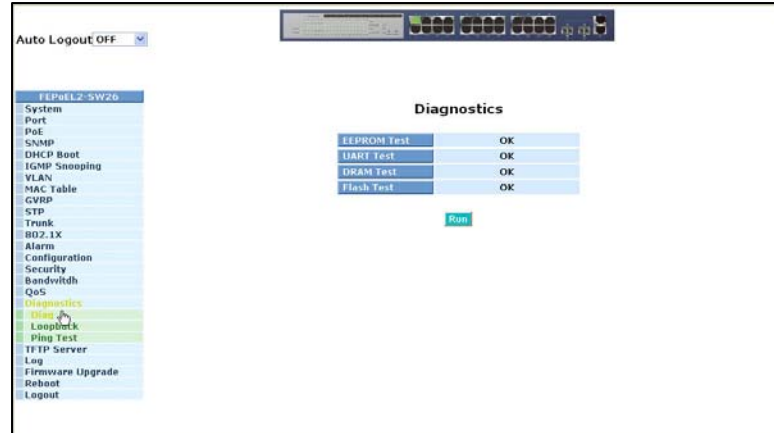 Auto Logout OFF
FEPoEL2-SW26
System
Port
PoE
SNMP
DHCP Boot
IGMP Snooping
VLAN
MAC Table
GVRP
STP
Trunk
802.1X
Alarm
Configuration
Security
Bandwitdh
QoS
Diagnostics
Diag
Loopback
Ping Test
TFTP Server
Log
Firmware Upgrade
Reboot
Logout
Diagnostics
EEPROM Test OK
UART Test OK
DRAM Test OK
Flash Test OK
Run